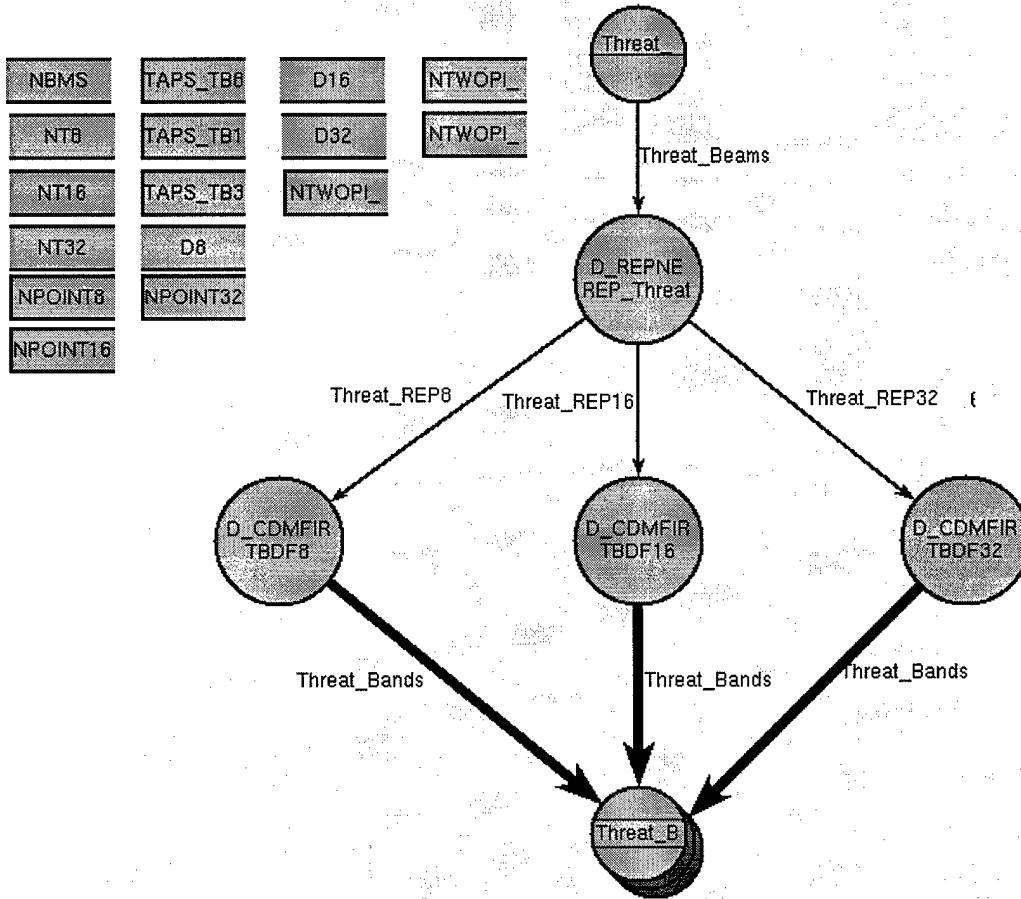 Threat_
NBMS
TAPS_TB6
D16
NTWOPI_
NT8
TAPS_TB1
D32
NTWOPI_
NT16
TAPS_TB3
NTWOPI_
NT32
D8
NPOINT8
NPOINT32
NPOINT16
Threat_Beams
D_REPNE
REP_Threat
Threat_REP8
Threat_REP16
Threat_REP32
D_CDMFIR
TBDF8
D_CDMFIR
TBDF16
D_CDMFIR
TBDF32
Threat_Bands
Threat_Bands
Threat_Bands
Threat_B